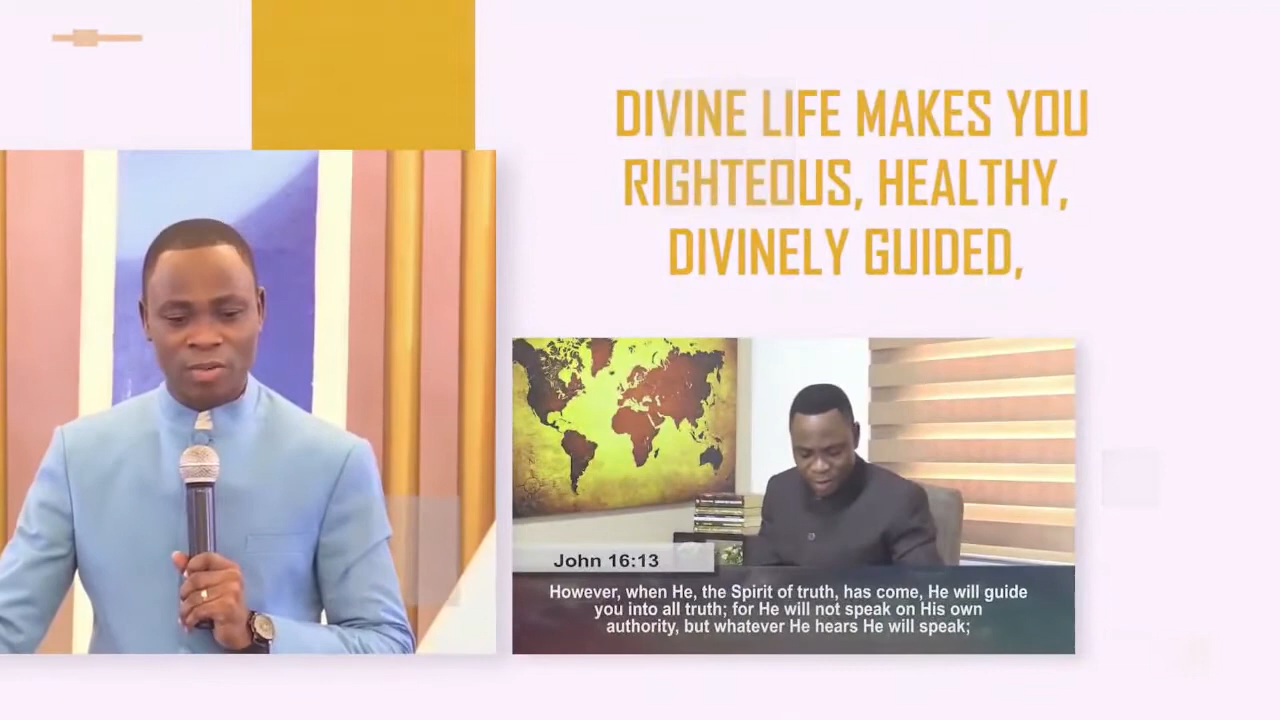 DIVINE LIFE MAKES YOU
RIGHTEOUS, HEALTHY,
DIVINELY GUIDED,
John 16:13
However, when He, the Spirit of truth, has come, He will guide
you into all truth; for He will not speak on His own
authority, but whatever He hears He will speak;